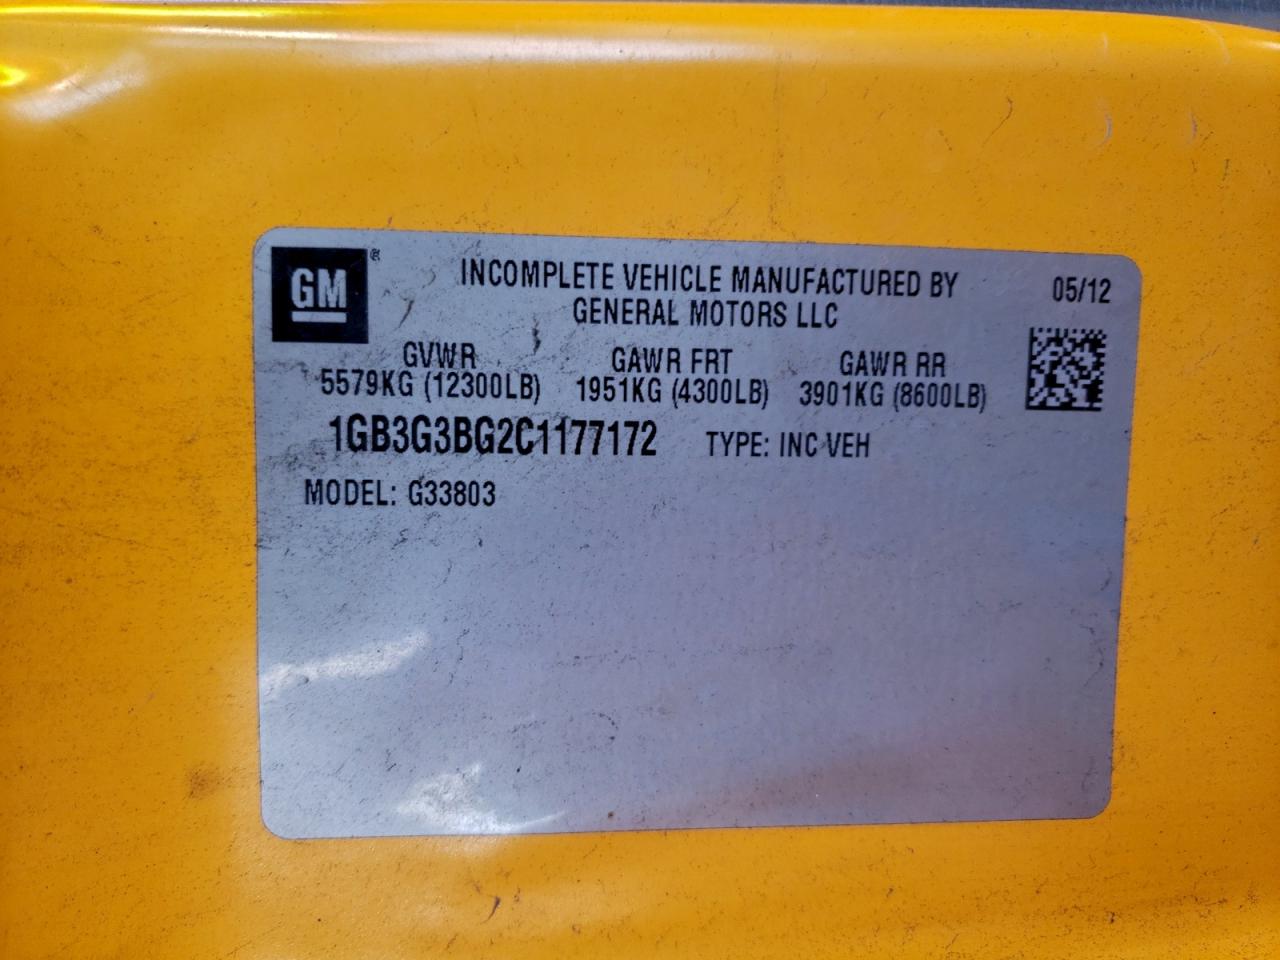 GM®
INCOMPLETE VEHICLE MANUFACTURED BY
GENERAL MOTORS LLC
05/12
GVWR GAWR FRT GAWR RR
5579KG (12300LB) 1951KG (4300LB) 3901KG (8600LB)
1GB3G3BG2C1177172 TYPE: INC VEH
MODEL: G33803